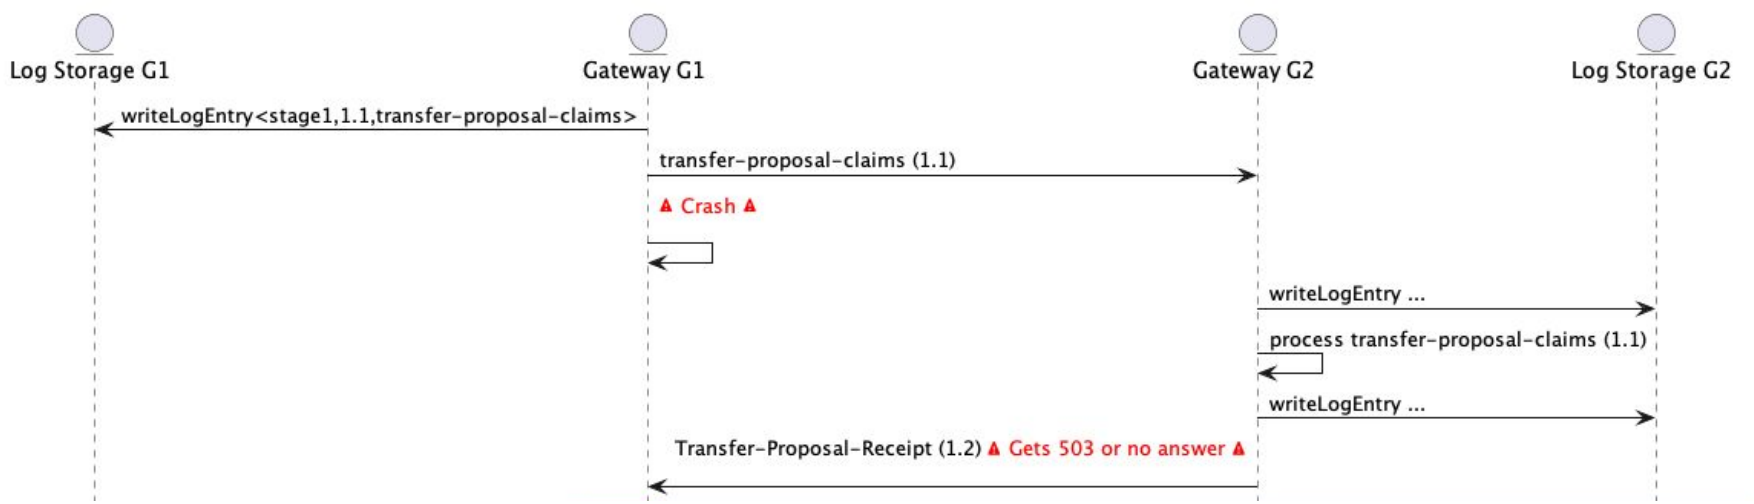 Log Storage G1
Gateway G1
Gateway G2
Log Storage G2
writeLogEntry<stage1,1.1,transfer-proposal-claims>
transfer-proposal-claims (1.1)
⚠ Crash ⚠
writeLogEntry ...
process transfer-proposal-claims (1.1)
writeLogEntry ...
Transfer-Proposal-Receipt (1.2) ⚠ Gets 503 or no answer ⚠